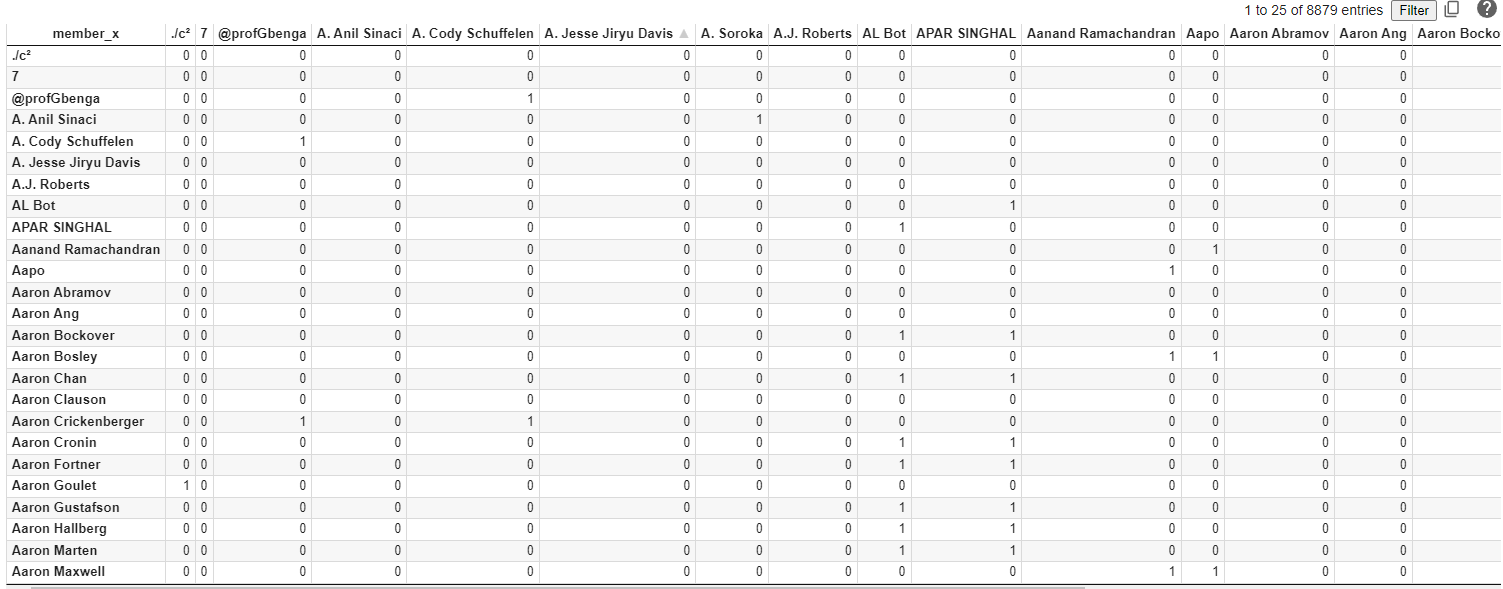 1 to 25 of 8879 entries Filter ?
member_x ./c² 7 @profGbenga A. Anil Sinaci A. Cody Schuffelen A. Jesse Jiryu Davis A. Soroka A.J. Roberts AL Bot APAR SINGHAL Aanand Ramachandran Aapo Aaron Abramov Aaron Ang Aaron Bocko
./c² 0 0 0 0 0 0 0 0 0 0 0 0 0 0
7 0 0 0 0 0 0 0 0 0 0 0 0 0 0
@profGbenga 0 0 0 0 1 0 0 0 0 0 0 0 0 0
A. Anil Sinaci 0 0 0 0 0 0 1 0 0 0 0 0 0 0
A. Cody Schuffelen 0 0 1 0 0 0 0 0 0 0 0 0 0 0
A. Jesse Jiryu Davis 0 0 0 0 0 0 0 0 0 0 0 0 0 0
A.J. Roberts 0 0 0 0 0 0 0 0 0 0 0 0 0 0
AL Bot 0 0 0 0 0 0 0 0 0 1 0 0 0 0
APAR SINGHAL 0 0 0 0 0 0 0 0 1 0 0 0 0 0
Aanand Ramachandran 0 0 0 0 0 0 0 0 0 0 0 1 0 0
Aapo 0 0 0 0 0 0 0 0 0 0 1 0 0 0
Aaron Abramov 0 0 0 0 0 0 0 0 0 0 0 0 0 0
Aaron Ang 0 0 0 0 0 0 0 0 0 0 0 0 0 0
Aaron Bockover 0 0 0 0 0 0 0 0 1 1 0 0 0 0
Aaron Bosley 0 0 0 0 0 0 0 0 0 0 1 1 0 0
Aaron Chan 0 0 0 0 0 0 0 0 1 1 0 0 0 0
Aaron Clauson 0 0 0 0 0 0 0 0 0 0 0 0 0 0
Aaron Crickenberger 0 0 1 0 1 0 0 0 0 0 0 0 0 0
Aaron Cronin 0 0 0 0 0 0 0 0 1 1 0 0 0 0
Aaron Fortner 0 0 0 0 0 0 0 0 1 1 0 0 0 0
Aaron Goulet 1 0 0 0 0 0 0 0 0 0 0 0 0 0
Aaron Gustafson 0 0 0 0 0 0 0 0 1 1 0 0 0 0
Aaron Hallberg 0 0 0 0 0 0 0 0 1 1 0 0 0 0
Aaron Marten 0 0 0 0 0 0 0 0 1 1 0 0 0 0
Aaron Maxwell 0 0 0 0 0 0 0 0 0 0 1 1 0 0